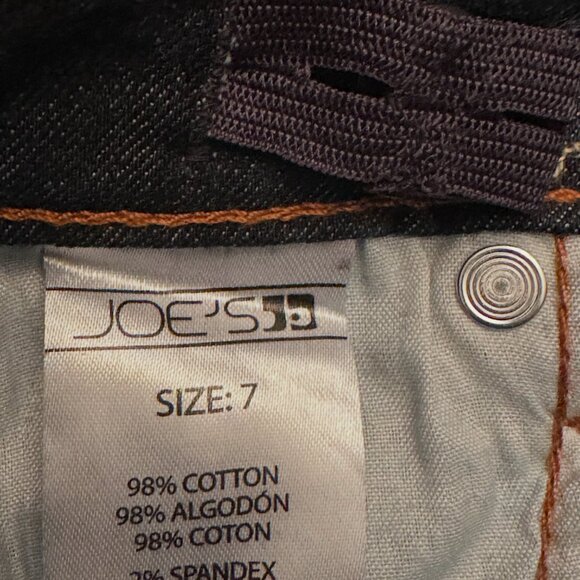 JOE'S
SIZE: 7
98% COTTON
98% ALGODÓN
98% COTON
2% SPANDEX